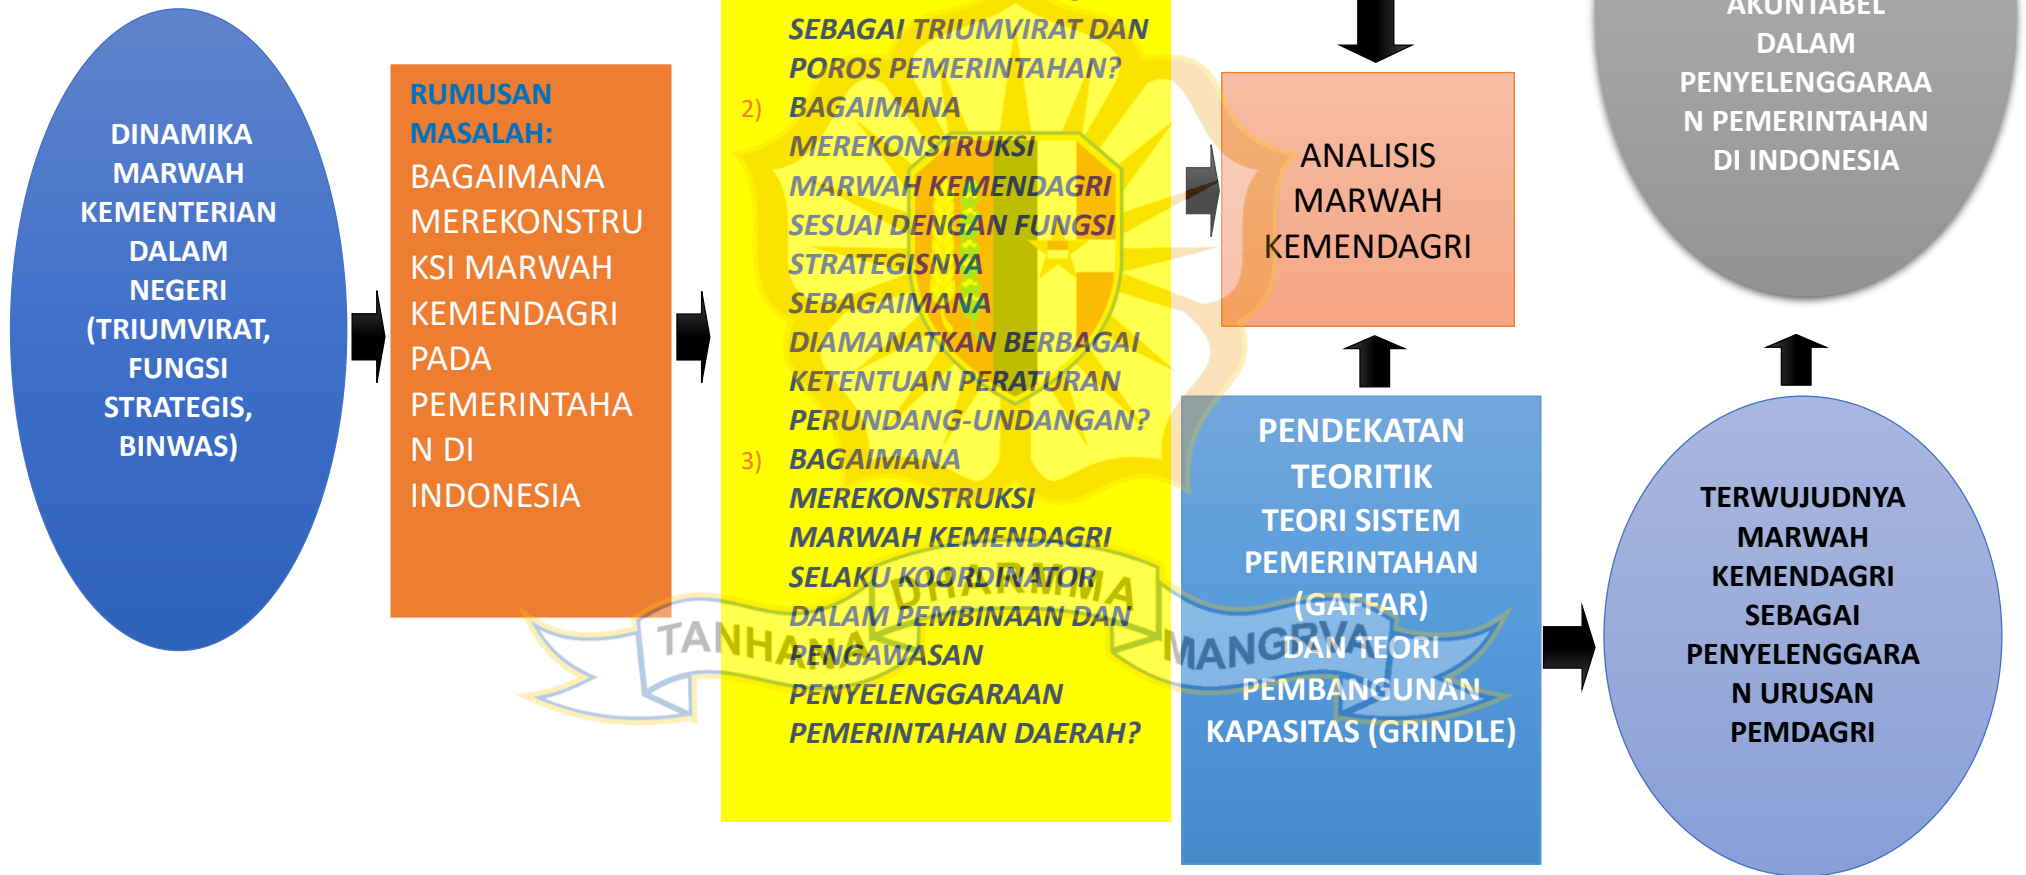 DINAMIKA
MARWAH
KEMENTERIAN
DALAM
NEGERI
(TRIUMVIRAT,
FUNGSI
STRATEGIS,
BINWAS)
RUMUSAN
MASALAH:
BAGAIMANA
MEREKONSTRU
KSI MARWAH
KEMENDAGRI
PADA
PEMERINTAHA
N DI
INDONESIA
SEBAGAI TRIUMVIRAT DAN
POROS PEMERINTAHAN?
2) BAGAIMANA
MEREKONSTRUKSI
MARWAH KEMENDAGRI
SESUAI DENGAN FUNGSI
STRATEGISNYA
SEBAGAIMANA
DIAMANATKAN BERBAGAI
KETENTUAN PERATURAN
PERUNDANG-UNDANGAN?
3) BAGAIMANA
MEREKONSTRUKSI
MARWAH KEMENDAGRI
SELAKU KOORDINATOR
DALAM PEMBINAAN DAN
PENGAWASAN
PENYELENGGARAAN
PEMERINTAHAN DAERAH?
ANALISIS
MARWAH
KEMENDAGRI
PENDEKATAN
TEORITIK
TEORI SISTEM
PEMERINTAHAN
(GAFFAR)
DAN TEORI
PEMBANGUNAN
KAPASITAS (GRINDLE)
AKUNTABEL
DALAM
PENYELENGGARAA
N PEMERINTAHAN
DI INDONESIA
TERWUJUDNYA
MARWAH
KEMENDAGRI
SEBAGAI
PENYELENGGARA
N URUSAN
PEMDAGRI
TANHANA DHARMMA MANGRVA